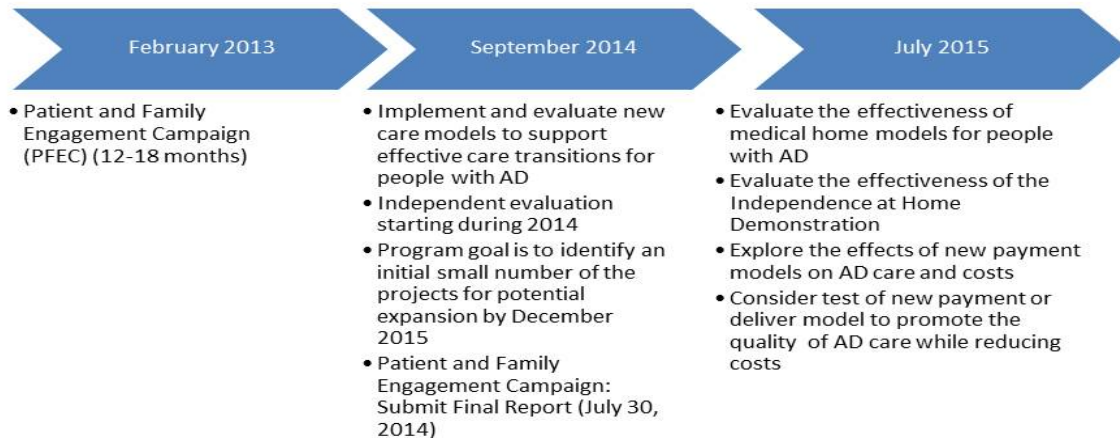 February 2013
• Patient and Family
Engagement Campaign
(PFEC) (12-18 months)
September 2014
• Implement and evaluate new
care models to support
effective care transitions for
people with AD
• Independent evaluation
starting during 2014
• Program goal is to identify an
initial small number of the
projects for potential
expansion by December
2015
• Patient and Family
Engagement Campaign:
Submit Final Report (July 30,
2014)
July 2015
• Evaluate the effectiveness of
medical home models for people
with AD
• Evaluate the effectiveness of the
Independence at Home
Demonstration
• Explore the effects of new payment
models on AD care and costs
• Consider test of new payment or
deliver model to promote the
quality of AD care while reducing
costs